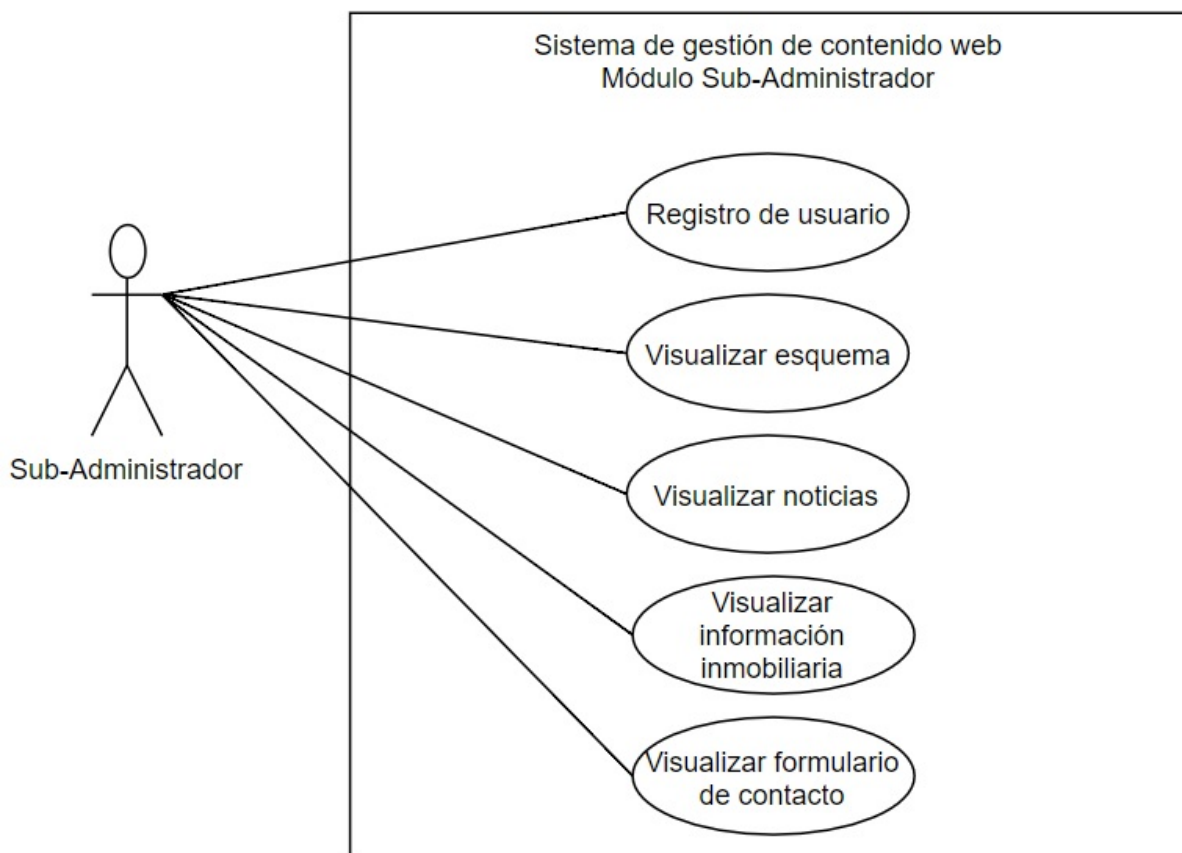 Sistema de gestión de contenido web
Módulo Sub-Administrador
Registro de usuario
Visualizar esquema
Sub-Administrador
Visualizar noticias
Visualizar
información
inmobiliaria
Visualizar formulario
de contacto